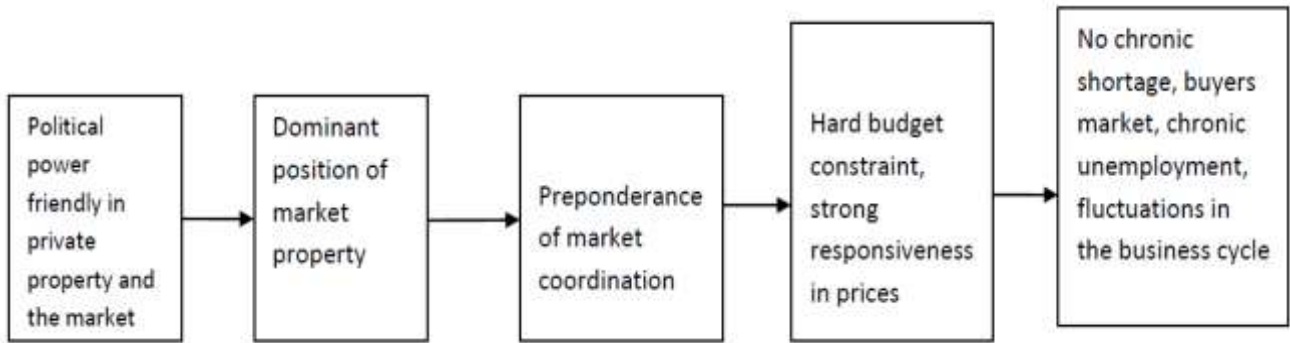 Political
power
friendly in
private
property and
the market
Dominant
position of
market
property
Preponderance
of market
coordination
Hard budget
constraint,
strong
responsiveness
in prices
No chronic
shortage, buyers
market, chronic
unemployment,
fluctuations in
the business cycle